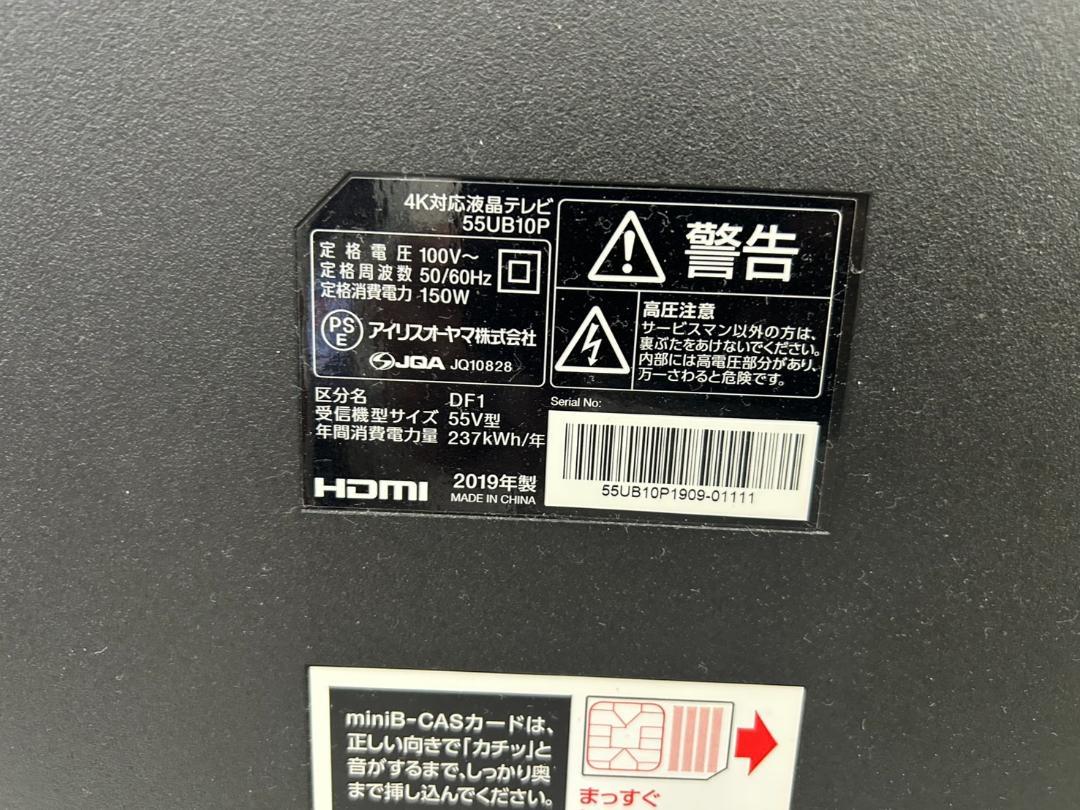 4K対応液晶テレビ
55UB10P
定格電圧 100V～
定格周波数 50/60Hz
定格消費電力 150W
PS
E
アイリスオーヤマ株式会社
JQA JQ10828
区分名 DF1
受信機型サイズ 55V型
年間消費電力量 237kWh/年
HDMI
2019年製
MADE IN CHINA
警告
高圧注意
サービスマン以外の方は、
裏ぶたをあけないでください。
内部には高電圧部分があり、
万一さわると危険です。
Serial No:
55UB10P1909-01111
miniB-CASカードは、
正しい向きで「カチッ」と
音がするまで、しっかり奥
まで挿し込んでください。
まっすぐ